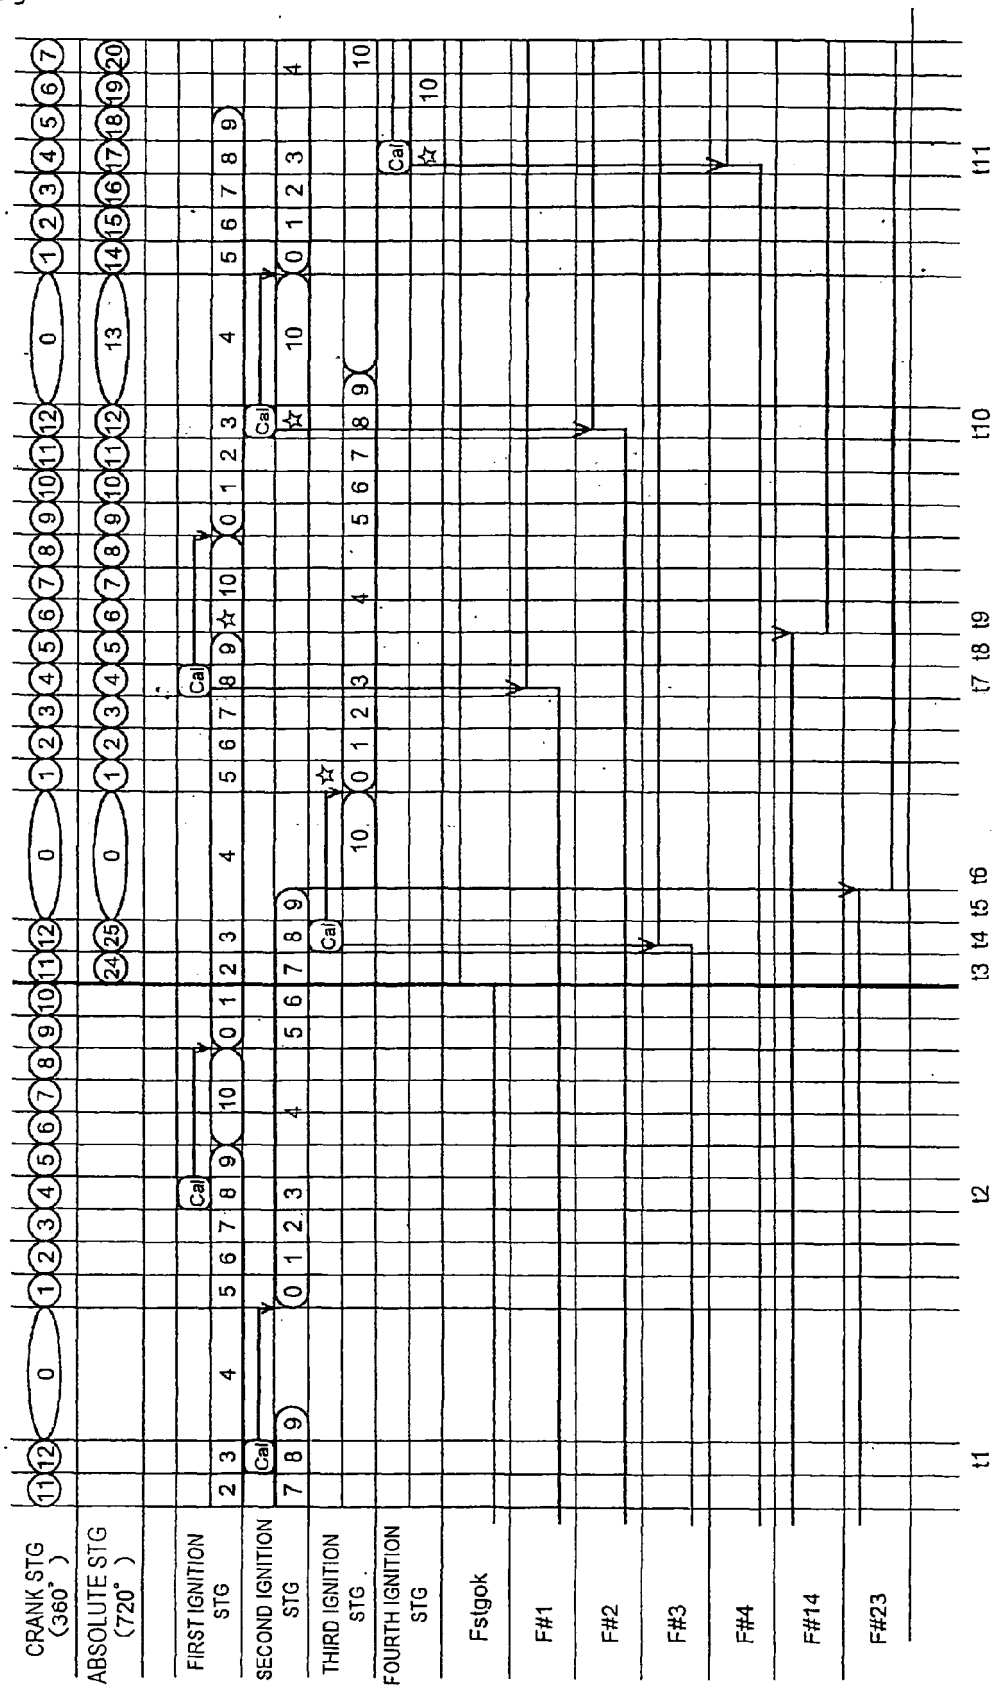 CRANK STG
(360°)
11 12 0 1 2 3 4 5 6 7 8 9 10 11 12 0 1 2 3 4 5 6 7 8 9 10 11 12 0 1 2 3 4 5 6 7
ABSOLUTE STG
(720°)
24 25 0 1 2 3 4 5 6 7 8 9 10 11 12 13 14 15 16 17 18 19 20
FIRST IGNITION
STG
Cal Cal
2 3 4 5 6 7 8 9 10 0 1 2 3 4 5 6 7 8 9 ☆ 10 0 1 2 3 4 5 6 7 8 9
SECOND IGNITION
STG
Cal Cal
7 8 9 0 1 2 3 4 5 6 7 8 9 ☆ 10 0 1 2 3 4
THIRD IGNITION
STG
Cal ☆
10 0 1 2 3 4 5 6 7 8 9 10
FOURTH IGNITION
STG
Cal
☆ 10
Fstgok
F#1
F#2
F#3
F#4
F#14
F#23
t1 t2 t3 t4 t5 t6 t7 t8 t9 t10 t11